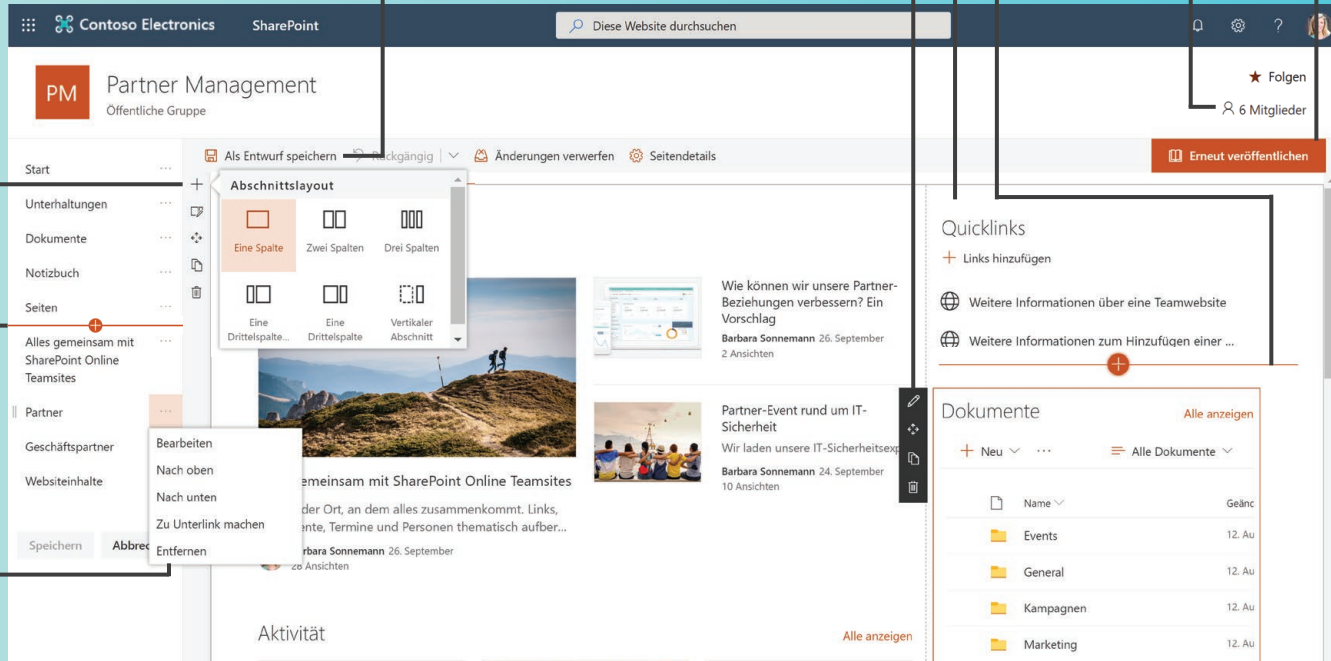 Contoso Electronics
SharePoint
Diese Website durchsuchen
?
PM
Partner Management
Öffentliche Gruppe
Folgen
6 Mitglieder
Als Entwurf speichern
Rückgängig
Änderungen verwerfen
Seitendetails
Erneut veröffentlichen
Start
Unterhaltungen
Dokumente
Notizbuch
Seiten
Alles gemeinsam mit
SharePoint Online
Teamsites
Partner
Geschäftspartner
Websiteinhalte
Speichern
Abbrec
Bearbeiten
Nach oben
Nach unten
Zu Unterlink machen
Entfernen
Abschnittslayout
Eine Spalte
Zwei Spalten
Drei Spalten
Eine
Drittelspalte...
Eine
Drittelspalte
Vertikaler
Abschnitt
emeinsam mit SharePoint Online Teamsites
der Ort, an dem alles zusammenkommt. Links,
ente, Termine und Personen thematisch aufber...
rbara Sonnemann 26. September
28 Ansichten
Wie können wir unsere Partner-
Beziehungen verbessern? Ein
Vorschlag
Barbara Sonnemann 26. September
2 Ansichten
Partner-Event rund um IT-
Sicherheit
Wir laden unsere IT-Sicherheitsexp
Barbara Sonnemann 24. September
10 Ansichten
Aktivität
Alle anzeigen
Quicklinks
Links hinzufügen
Weitere Informationen über eine Teamwebsite
Weitere Informationen zum Hinzufügen einer ...
Dokumente
Alle anzeigen
Neu
...
Alle Dokumente
Name
Geänd
Events
12. Au
General
12. Au
Kampagnen
12. Au
Marketing
12. Au